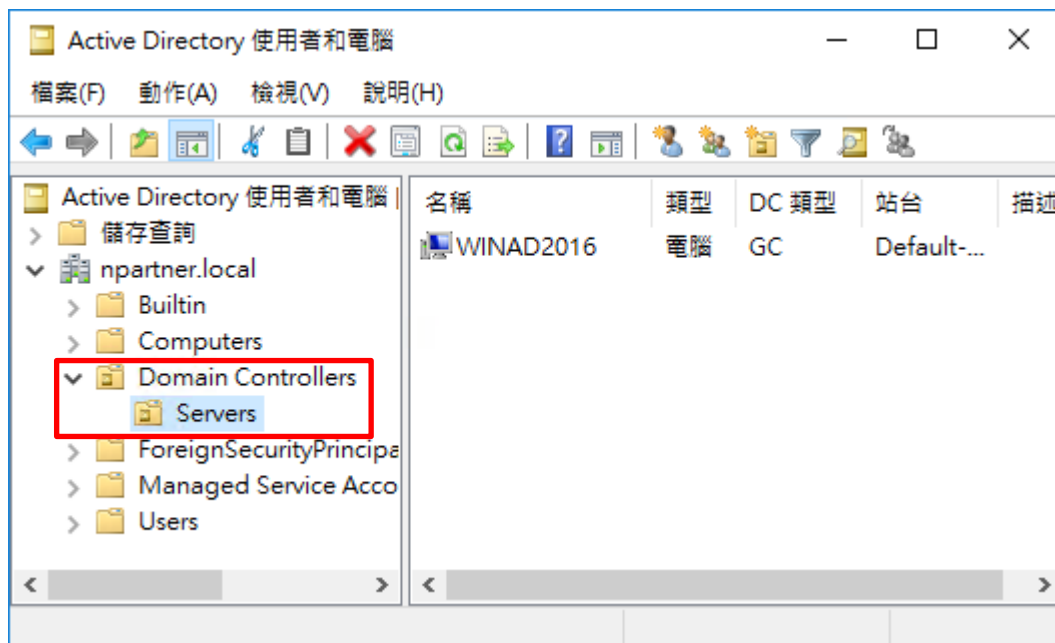 Active Directory 使用者和電腦
檔案(F) 動作(A) 檢視(V) 說明(H)
Active Directory 使用者和電腦
儲存查詢
npartner.local
Builtin
Computers
Domain Controllers
Servers
ForeignSecurityPrincipa
Managed Service Acco
Users
名稱 類型 DC 類型 站台 描述
WINAD2016 電腦 GC Default-...